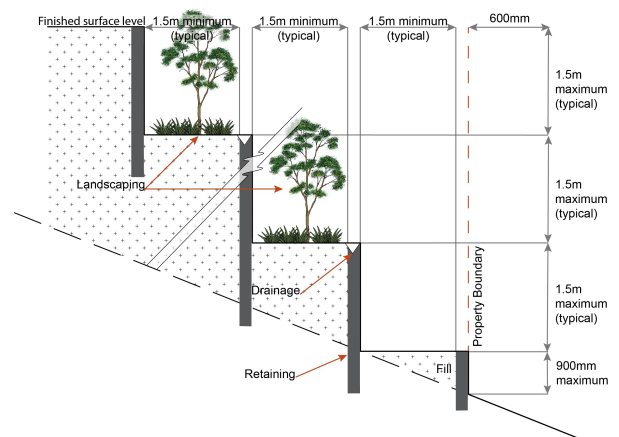 Finished surface level
1.5m minimum
(typical)
1.5m minimum
(typical)
1.5m minimum
(typical)
600mm
1.5m
maximum
(typical)
Landscaping
1.5m
maximum
(typical)
Drainage
Property Boundary
1.5m
maximum
(typical)
Retaining
Fill
900mm
maximum